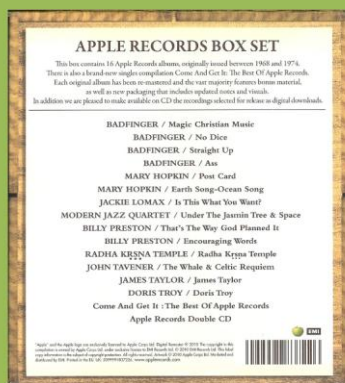 APPLE RECORDS BOX SET
This box contains 16 Apple Records albums, originally issued between 1968 and 1974.
There is also a brand-new singles compilation Come And Get It: The Best Of Apple Records.
Each original album has been re-mastered and the vast majority features bonus material,
as well as new packaging that includes updated notes and visuals.
In addition we are pleased to make available on CD the recordings selected for release as digital downloads.
BADFINGER / Magic Christian Music
BADFINGER / No Dice
BADFINGER / Straight Up
BADFINGER / Ass
MARY HOPKIN / Post Card
MARY HOPKIN / Earth Song-Ocean Song
JACKIE LOMAX / Is This What You Want?
MODERN JAZZ QUARTET / Under The Jasmin Tree & Space
BILLY PRESTON / That's The Way God Planned It
BILLY PRESTON / Encouraging Words
RADHA KṚṢṆA TEMPLE / Radha Kṛṣṇa Temple
JOHN TAVENER / The Whale & Celtic Requiem
JAMES TAYLOR / James Taylor
DORIS TROY / Doris Troy
Come And Get It : The Best Of Apple Records
Apple Records Double CD
EMI
www.applerecords.com